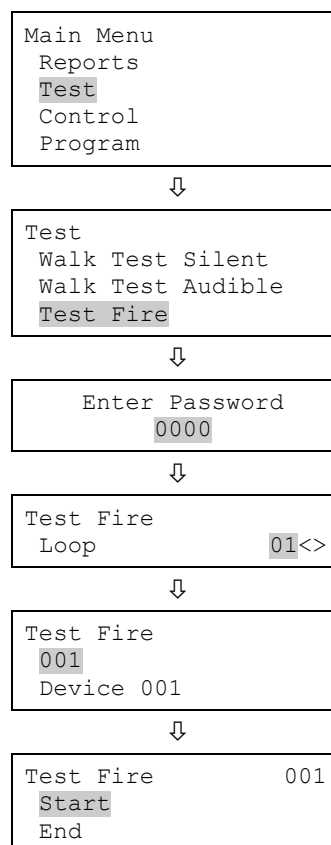 Main Menu
Reports
Test
Control
Program
⇩
Test
Walk Test Silent
Walk Test Audible
Test Fire
⇩
Enter Password
0000
⇩
Test Fire
Loop 01<>
⇩
Test Fire
001
Device 001
⇩
Test Fire 001
Start
End